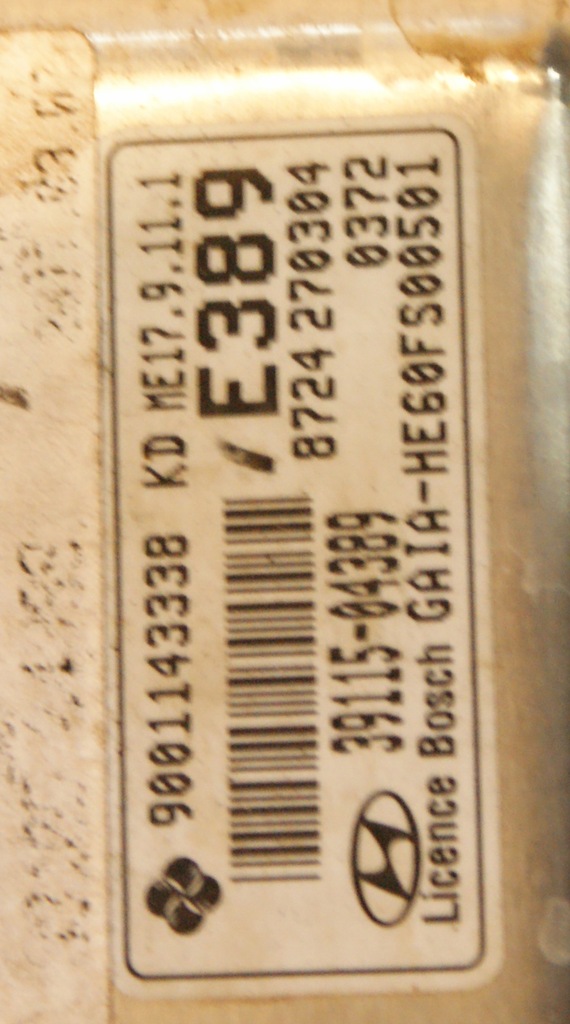 9001143338 KD ME17.9.11.1
E389
8724 270304
0372
39115-04389
Licence Bosch GAIA-HE60FS00501